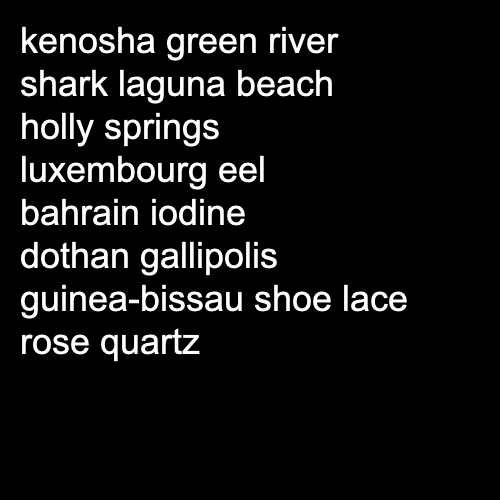 kenosha green river
shark laguna beach
holly springs
luxembourg eel
bahrain iodine
dothan gallipolis
guinea-bissau shoe lace
rose quartz